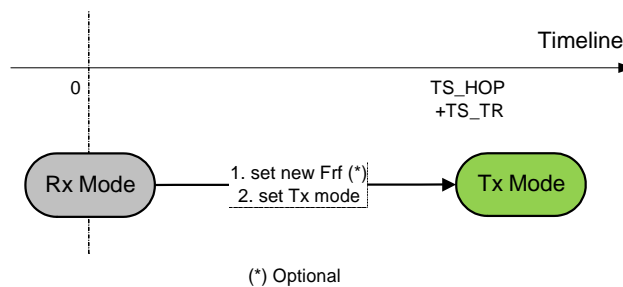 Timeline
0
TS_HOP
+TS_TR
Rx Mode
1. set new Frf (*)
2. set Tx mode
Tx Mode
(*) Optional